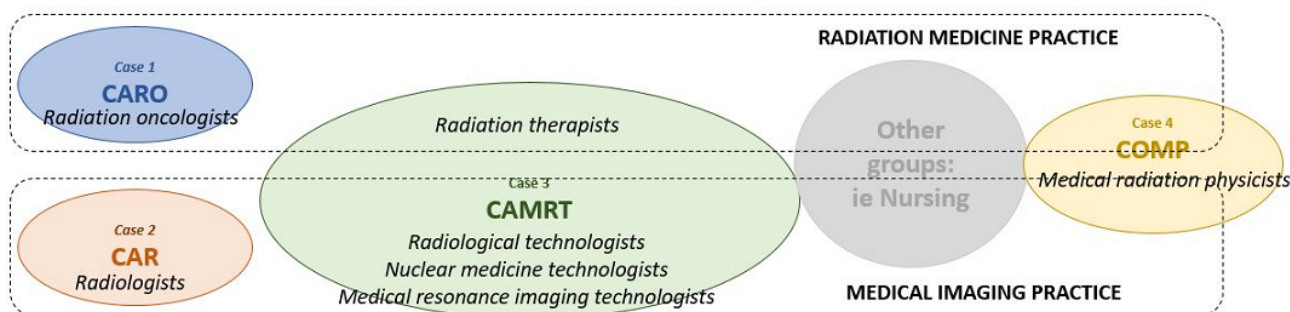 RADIATION MEDICINE PRACTICE
Case 1
CARO
Radiation oncologists
Radiation therapists
Case 2
CAR
Radiologists
Case 3
CAMRT
Radiological technologists
Nuclear medicine technologists
Medical resonance imaging technologists
Other
groups:
ie Nursing
Case 4
COMP
Medical radiation physicists
MEDICAL IMAGING PRACTICE